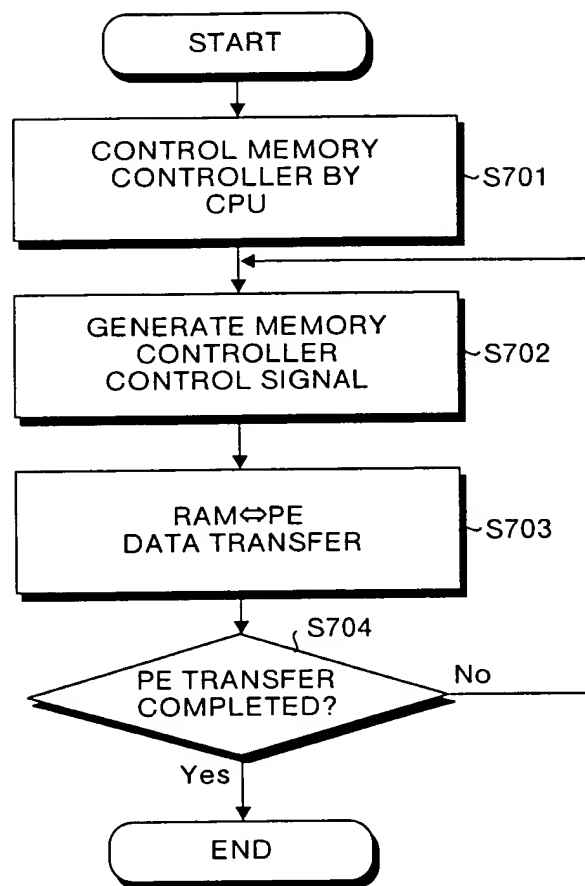 START
CONTROL MEMORY
CONTROLLER BY
CPU
S701
GENERATE MEMORY
CONTROLLER
CONTROL SIGNAL
S702
RAM⇔PE
DATA TRANSFER
S703
S704
PE TRANSFER
COMPLETED?
No
Yes
END